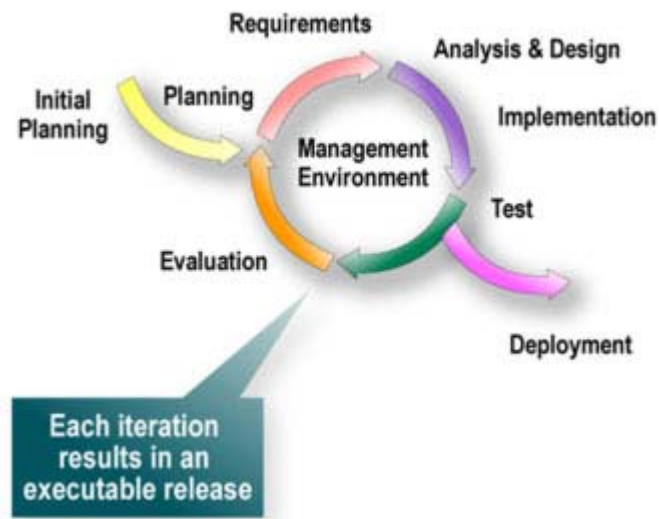 Requirements
Analysis & Design
Planning
Initial
Planning
Implementation
Management
Environment
Test
Evaluation
Deployment
Each iteration
results in an
executable release